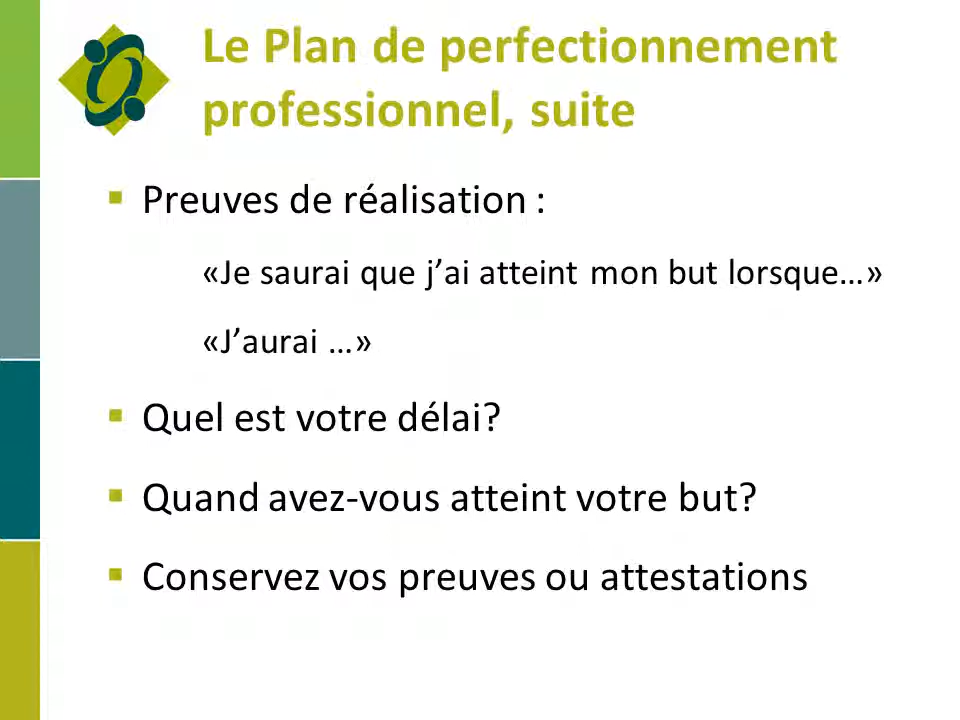 Le Plan de perfectionnement
professionnel, suite
Preuves de réalisation :
«Je saurai que j’ai atteint mon but lorsque…»
«J’aurai …»
Quel est votre délai?
Quand avez-vous atteint votre but?
Conservez vos preuves ou attestations